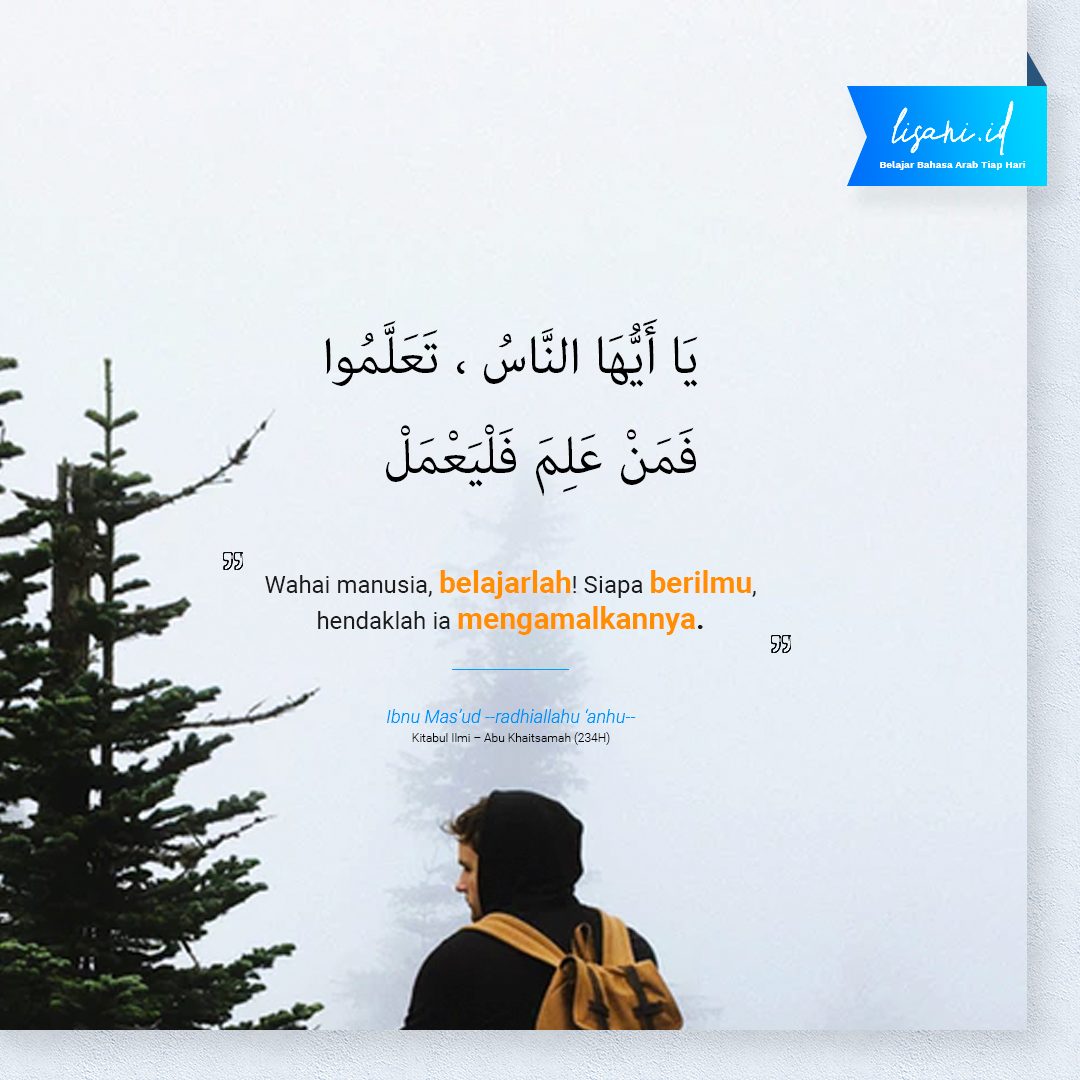 lisani.id
Belajar Bahasa Arab Tiap Hari
يَا أَيُّهَا النَّاسُ ، تَعَلَّمُوا
فَمَنْ عَلِمَ فَلْيَعْمَلْ
Wahai manusia, belajarlah! Siapa berilmu,
hendaklah ia mengamalkannya.
Ibnu Mas’ud --radhiallahu ‘anhu--
Kitabul Ilmi – Abu Khaitsamah (234H)